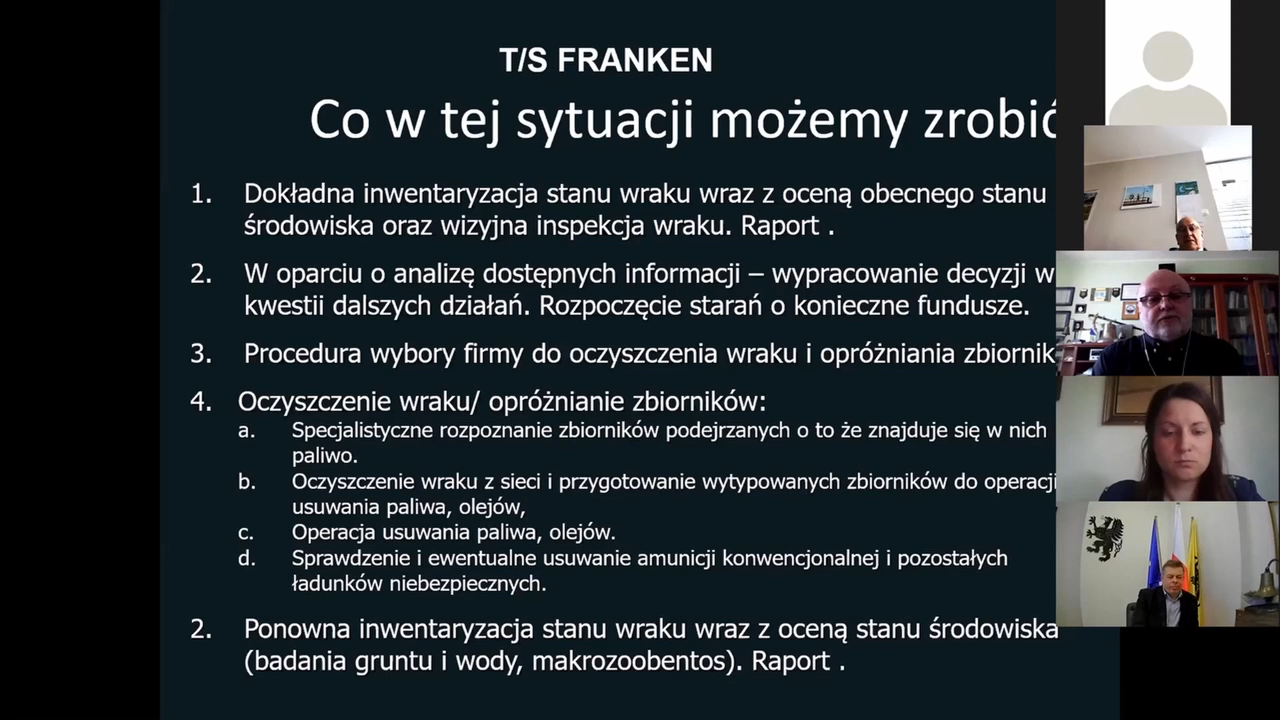 T/S FRANKEN
Co w tej sytuacji możemy zrobić
1. Dokładna inwentaryzacja stanu wraku wraz z oceną obecnego stanu
środowiska oraz wizyjna inspekcja wraku. Raport .
2. W oparciu o analizę dostępnych informacji – wypracowanie decyzji w
kwestii dalszych działań. Rozpoczęcie starań o konieczne fundusze.
3. Procedura wybory firmy do oczyszczenia wraku i opróżniania zbiornik
4. Oczyszczenie wraku/ opróżnianie zbiorników:
a. Specjalistyczne rozpoznanie zbiorników podejrzanych o to że znajduje się w nich
paliwo.
b. Oczyszczenie wraku z sieci i przygotowanie wytypowanych zbiorników do operacji
usuwania paliwa, olejów,
c. Operacja usuwania paliwa, olejów.
d. Sprawdzenie i ewentualne usuwanie amunicji konwencjonalnej i pozostałych
ładunków niebezpiecznych.
2. Ponowna inwentaryzacja stanu wraku wraz z oceną stanu środowiska
(badania gruntu i wody, makrozoobentos). Raport .